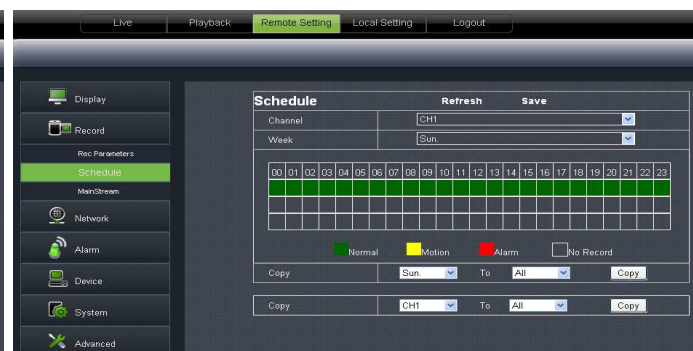 Live Playback Remote Setting Local Setting Logout
Display
Record
Rec Parameters
Schedule
MainStream
Network
Alarm
Device
System
Advanced
Schedule Refresh Save
Channel CH1
Week Sun.
00 01 02 03 04 05 06 07 08 09 10 11 12 13 14 15 16 17 18 19 20 21 22 23
Normal Motion Alarm No Record
Copy Sun. To All Copy
Copy CH1 To All Copy